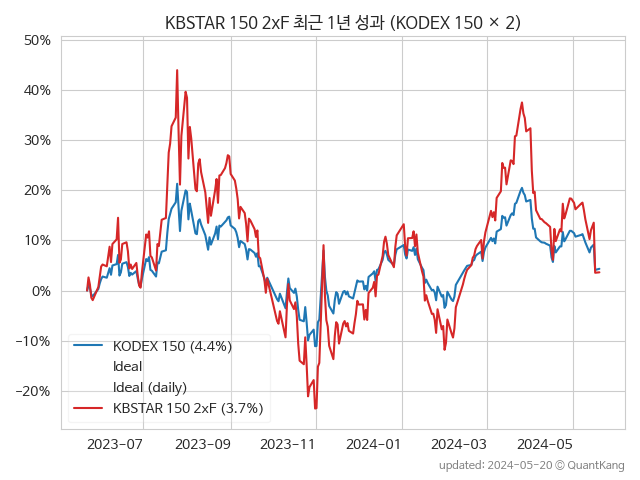 KBSTAR 150 2xF 최근 1년 성과 (KODEX 150 × 2)
50%
40%
30%
20%
10%
0%
−10%
−20%
KODEX 150 (4.4%)
Ideal
Ideal (daily)
KBSTAR 150 2xF (3.7%)
2023-07
2023-09
2023-11
2024-01
2024-03
2024-05
updated: 2024-05-20 © QuantKang